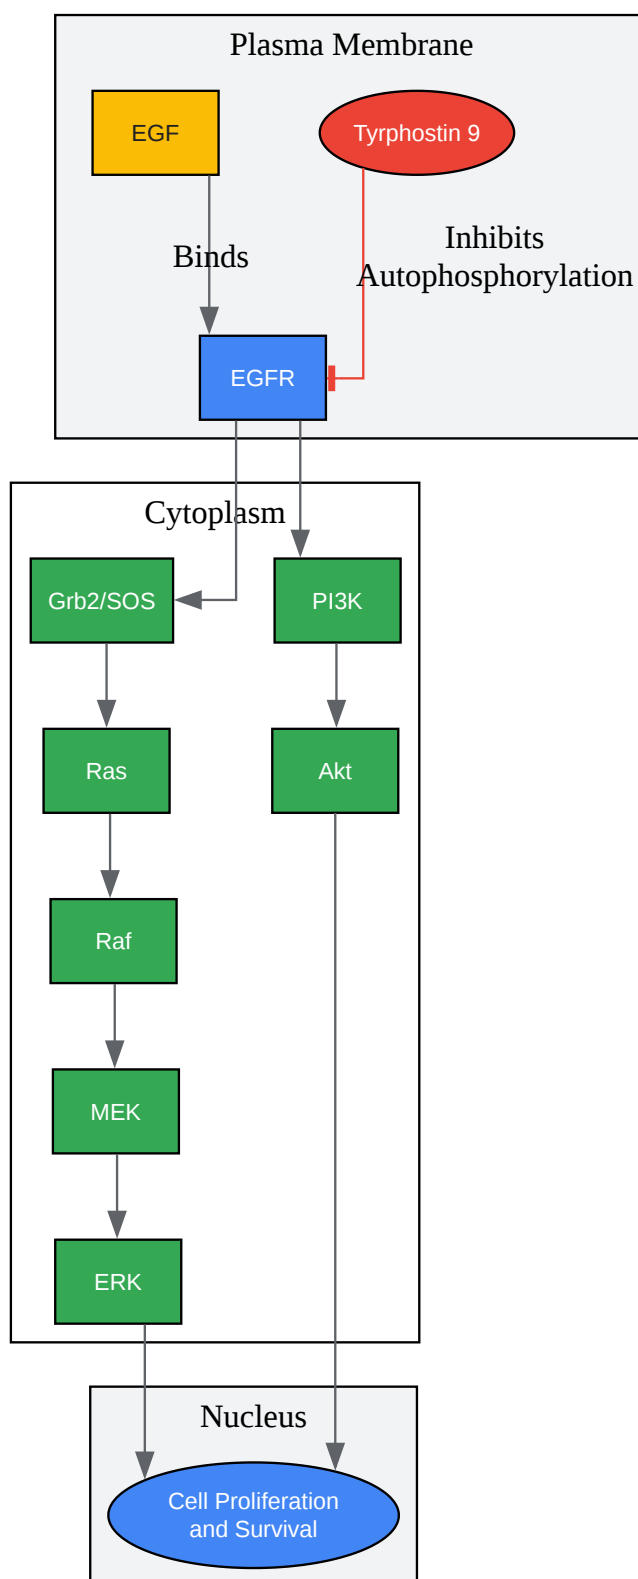 Plasma Membrane
EGF
Tyrphostin 9
Binds
Inhibits
Autophosphorylation
EGFR
Cytoplasm
Grb2/SOS
PI3K
Ras
Akt
Raf
MEK
ERK
Nucleus
Cell Proliferation
and Survival